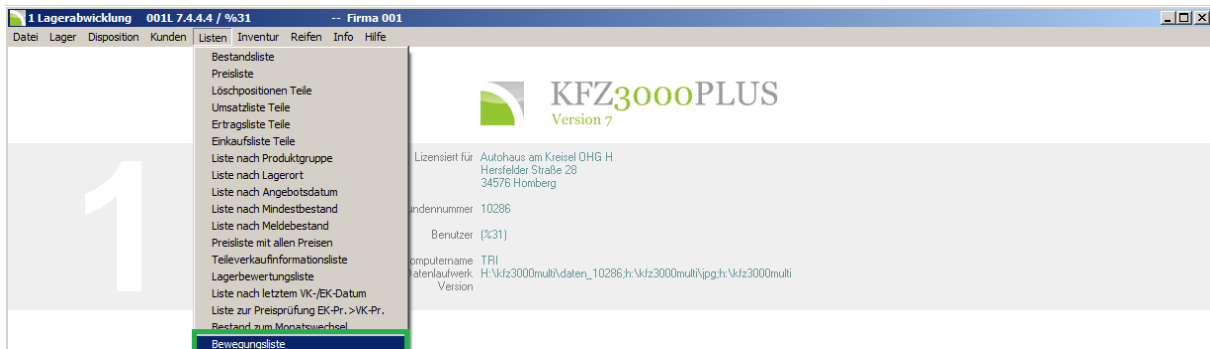 1 Lagerabwicklung 001L 7.4.4.4 / %31 -- Firma 001
Datei Lager Disposition Kunden Listen Inventur Reifen Info Hilfe
Bestandsliste
Preisliste
Löschpositionen Teile
Umsatzliste Teile
Ertragsliste Teile
Einkaufsliste Teile
Liste nach Produktgruppe
Liste nach Lagerort
Liste nach Angebotsdatum
Liste nach Mindestbestand
Liste nach Meldebestand
Preisliste mit allen Preisen
Teileverkaufinformationsliste
Lagerbewertungsliste
Liste nach letztem VK-/EK-Datum
Liste zur Preisprüfung EK-Pr.>VK-Pr.
Bestand zum Monatswechsel
Bewegungsliste
1
KFZ3000PLUS
Version 7
Lizensiert für Autohaus am Kreisel OHG H
Hersfelder Straße 28
34576 Homberg
undennummer 10286
Benutzer (%31)
omputername TRI
atenlaufwerk H:\kfz3000multi\daten_10286;h:\kfz3000multi\jpg;h:\kfz3000multi
Version